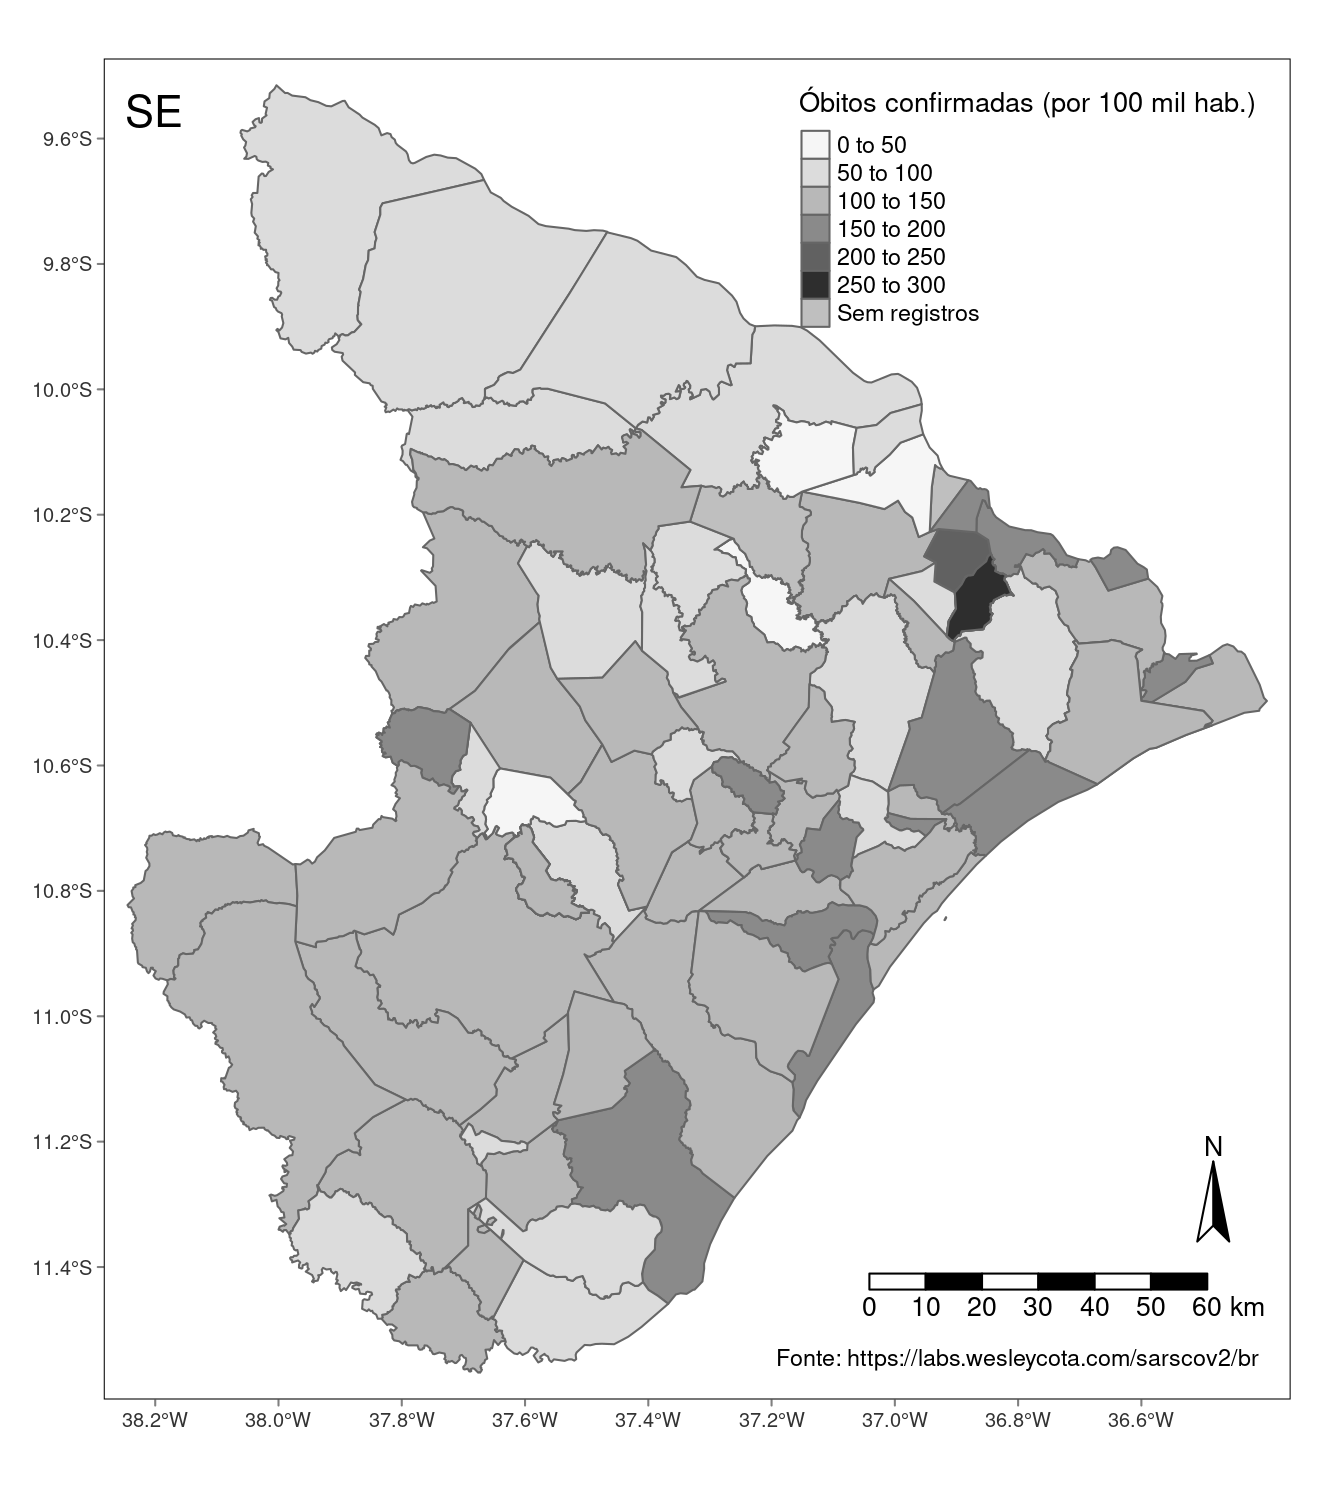 SE
Óbitos confirmadas (por 100 mil hab.)
0 to 50
50 to 100
100 to 150
150 to 200
200 to 250
250 to 300
Sem registros
9.6°S
9.8°S
10.0°S
10.2°S
10.4°S
10.6°S
10.8°S
11.0°S
11.2°S
11.4°S
N
0 10 20 30 40 50 60 km
Fonte: https://labs.wesleycota.com/sarscov2/br
38.2°W 38.0°W 37.8°W 37.6°W 37.4°W 37.2°W 37.0°W 36.8°W 36.6°W